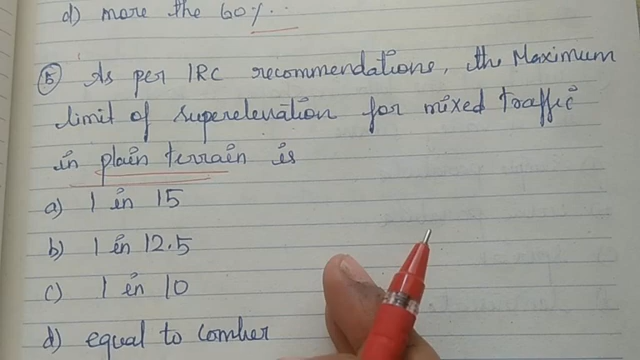 d) more the 60%.
⑤ As per IRC recommendations, the Maximum
limit of superelevation for mixed traffic
in plain terrain is
a) 1 in 15
b) 1 in 12.5
c) 1 in 10
d) equal to comber